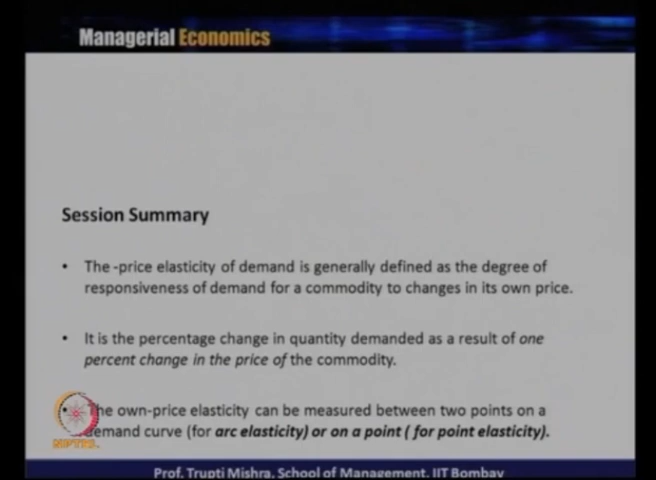 Managerial Economics
Session Summary
• The -price elasticity of demand is generally defined as the degree of
responsiveness of demand for a commodity to changes in its own price.
• It is the percentage change in quantity demanded as a result of one
percent change in the price of the commodity.
• The own-price elasticity can be measured between two points on a
demand curve (for arc elasticity) or on a point ( for point elasticity).
NPTEL
Prof. Trupti Mishra, School of Management, IIT Bombay